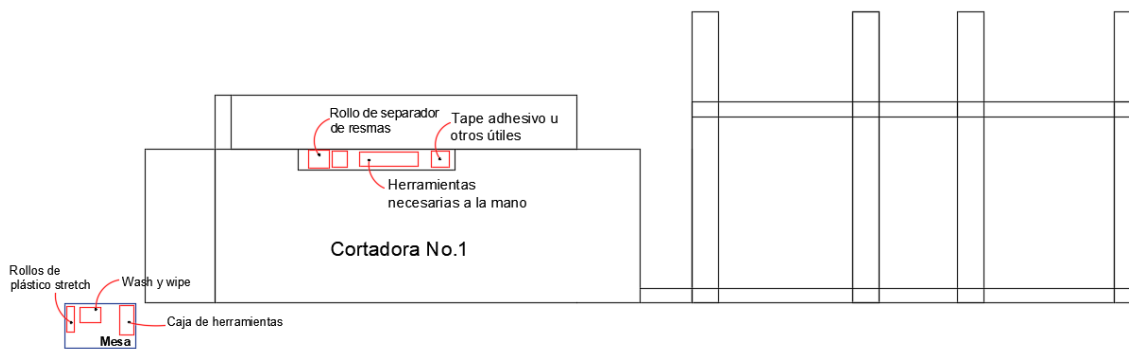 Rollo de separador
de resmas
Tape adhesivo u
otros útiles
Herramientas
necesarias a la mano
Cortadora No.1
Rollos de
plástico stretch
Wash y wipe
Caja de herramientas
Mesa